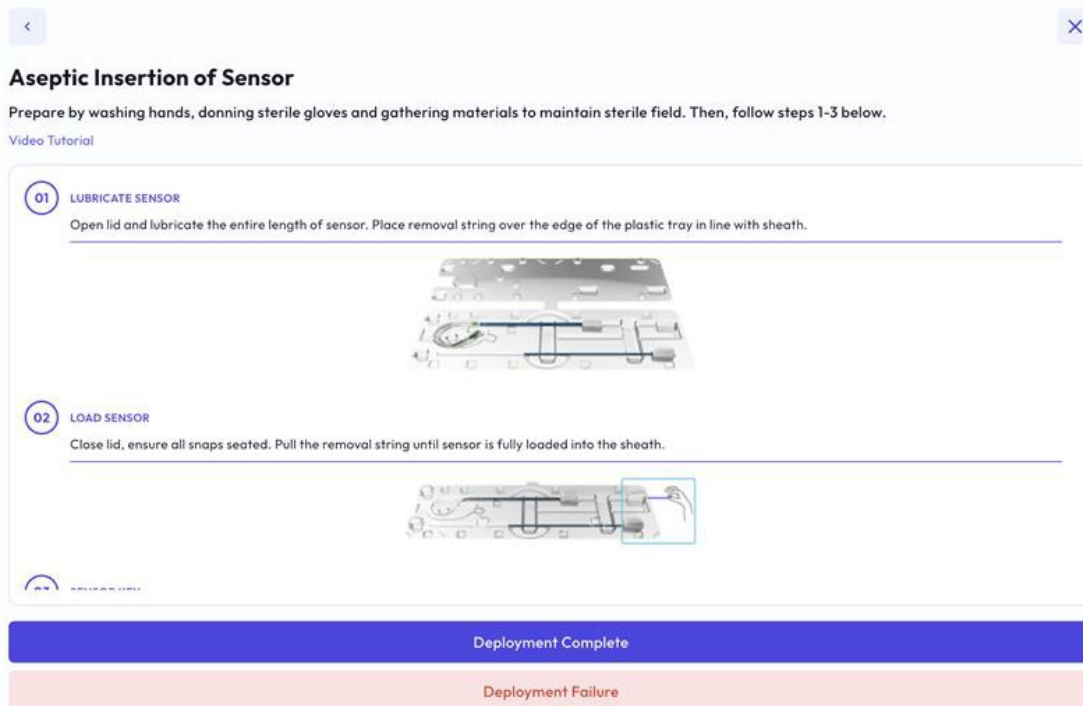 Aseptic Insertion of Sensor
Prepare by washing hands, donning sterile gloves and gathering materials to maintain sterile field. Then, follow steps 1-3 below.
Video Tutorial
01 LUBRICATE SENSOR
Open lid and lubricate the entire length of sensor. Place removal string over the edge of the plastic tray in line with sheath.
02 LOAD SENSOR
Close lid, ensure all snaps seated. Pull the removal string until sensor is fully loaded into the sheath.
03 SENSOR
Deployment Complete
Deployment Failure